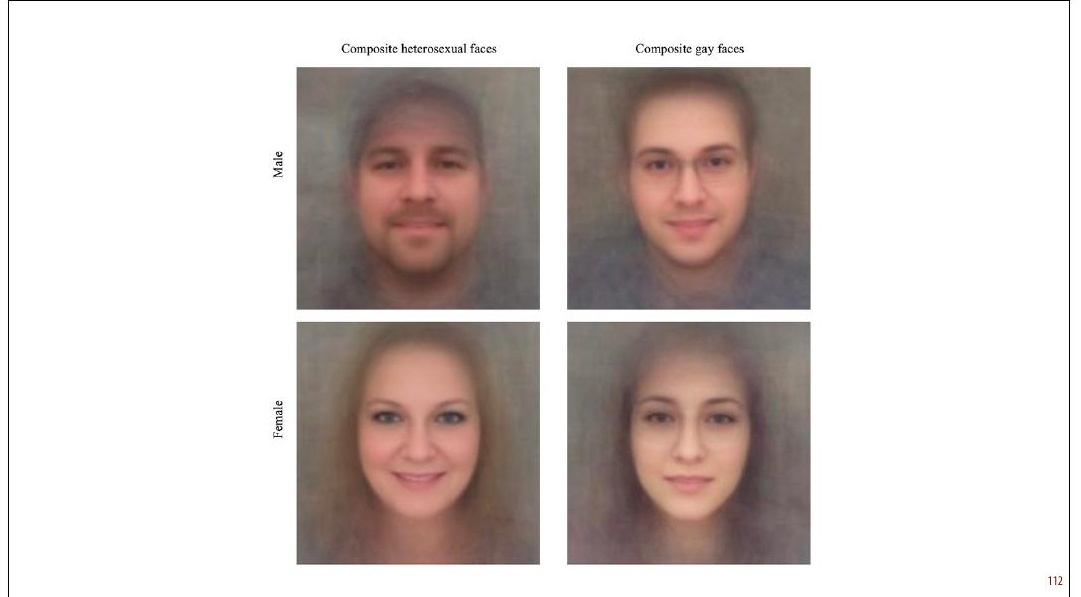 Composite heterosexual faces
Composite gay faces
Male
Female
112